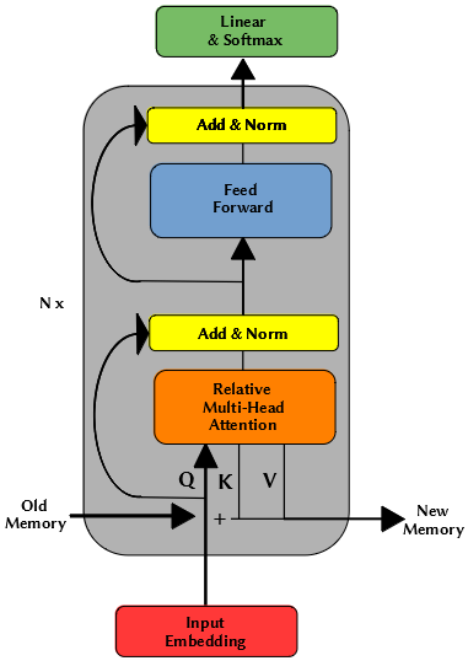 Linear
& Softmax
Add & Norm
Feed
Forward
N x
Add & Norm
Relative
Multi-Head
Attention
Q K V
Old
Memory
+
New
Memory
Input
Embedding